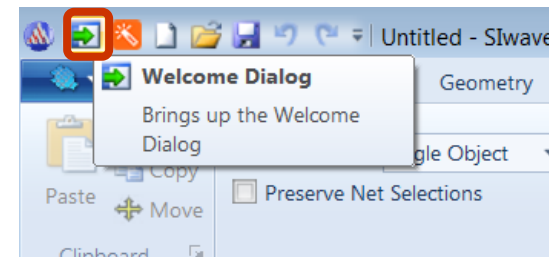 Untitled - SIwave
Welcome Dialog
Geometry
Brings up the Welcome
Dialog
gle Object
Copy
Paste
Preserve Net Selections
Move
Clipboard